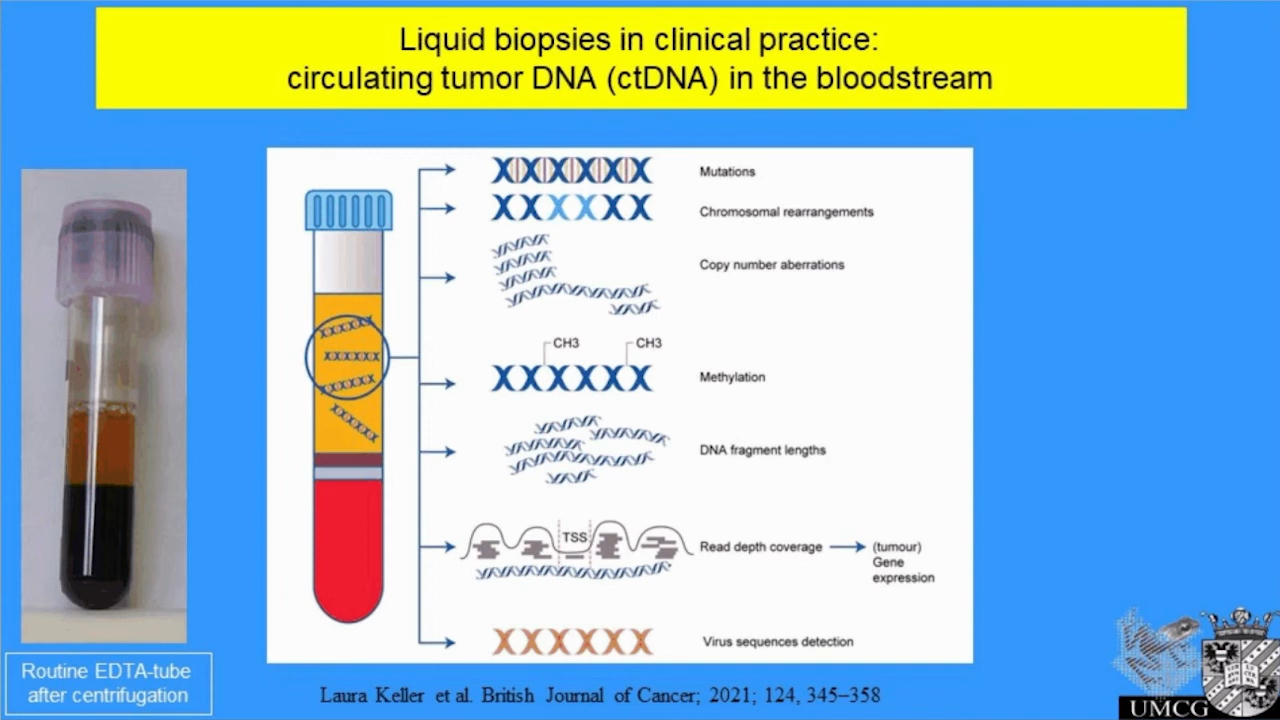 Liquid biopsies in clinical practice:
circulating tumor DNA (ctDNA) in the bloodstream
Mutations
Chromosomal rearrangements
Copy number aberrations
CH3
CH3
Methylation
DNA fragment lengths
TSS
Read depth coverage
(tumour)
Gene
expression
Virus sequences detection
Routine EDTA-tube
after centrifugation
Laura Keller et al. British Journal of Cancer; 2021; 124, 345–358
UMCG